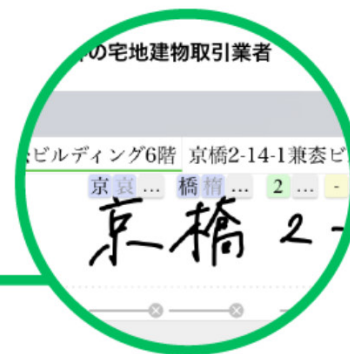 の宅地建物取引業者
ビルディング6階 京橋2-14-1兼松ビ
京 哀 … 橋 楕 … 2 … -
京橋 2-